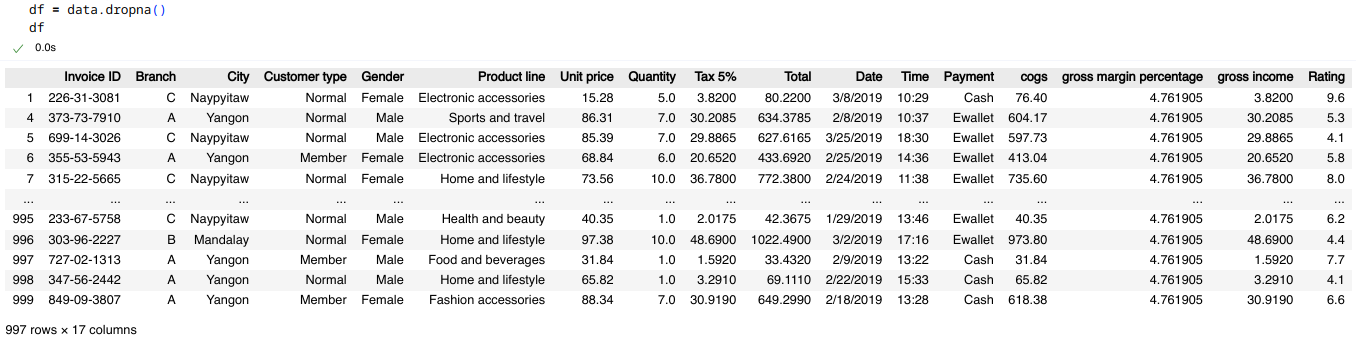 df = data.dropna()
df
✓ 0.0s
Invoice ID Branch City Customer type Gender Product line Unit price Quantity Tax 5% Total Date Time Payment cogs gross margin percentage gross income Rating
1 226-31-3081 C Naypyitaw Normal Female Electronic accessories 15.28 5.0 3.8200 80.2200 3/8/2019 10:29 Cash 76.40 4.761905 3.8200 9.6
4 373-73-7910 A Yangon Normal Male Sports and travel 86.31 7.0 30.2085 634.3785 2/8/2019 10:37 Ewallet 604.17 4.761905 30.2085 5.3
5 699-14-3026 C Naypyitaw Normal Male Electronic accessories 85.39 7.0 29.8865 627.6165 3/25/2019 18:30 Ewallet 597.73 4.761905 29.8865 4.1
6 355-53-5943 A Yangon Member Female Electronic accessories 68.84 6.0 20.6520 433.6920 2/25/2019 14:36 Ewallet 413.04 4.761905 20.6520 5.8
7 315-22-5665 C Naypyitaw Normal Female Home and lifestyle 73.56 10.0 36.7800 772.3800 2/24/2019 11:38 Ewallet 735.60 4.761905 36.7800 8.0
... ... ... ... ... ... ... ... ... ... ... ... ... ... ... ... ... ...
995 233-67-5758 C Naypyitaw Normal Male Health and beauty 40.35 1.0 2.0175 42.3675 1/29/2019 13:46 Ewallet 40.35 4.761905 2.0175 6.2
996 303-96-2227 B Mandalay Normal Female Home and lifestyle 97.38 10.0 48.6900 1022.4900 3/2/2019 17:16 Ewallet 973.80 4.761905 48.6900 4.4
997 727-02-1313 A Yangon Member Male Food and beverages 31.84 1.0 1.5920 33.4320 2/9/2019 13:22 Cash 31.84 4.761905 1.5920 7.7
998 347-56-2442 A Yangon Normal Male Home and lifestyle 65.82 1.0 3.2910 69.1110 2/22/2019 15:33 Cash 65.82 4.761905 3.2910 4.1
999 849-09-3807 A Yangon Member Female Fashion accessories 88.34 7.0 30.9190 649.2990 2/18/2019 13:28 Cash 618.38 4.761905 30.9190 6.6
997 rows × 17 columns